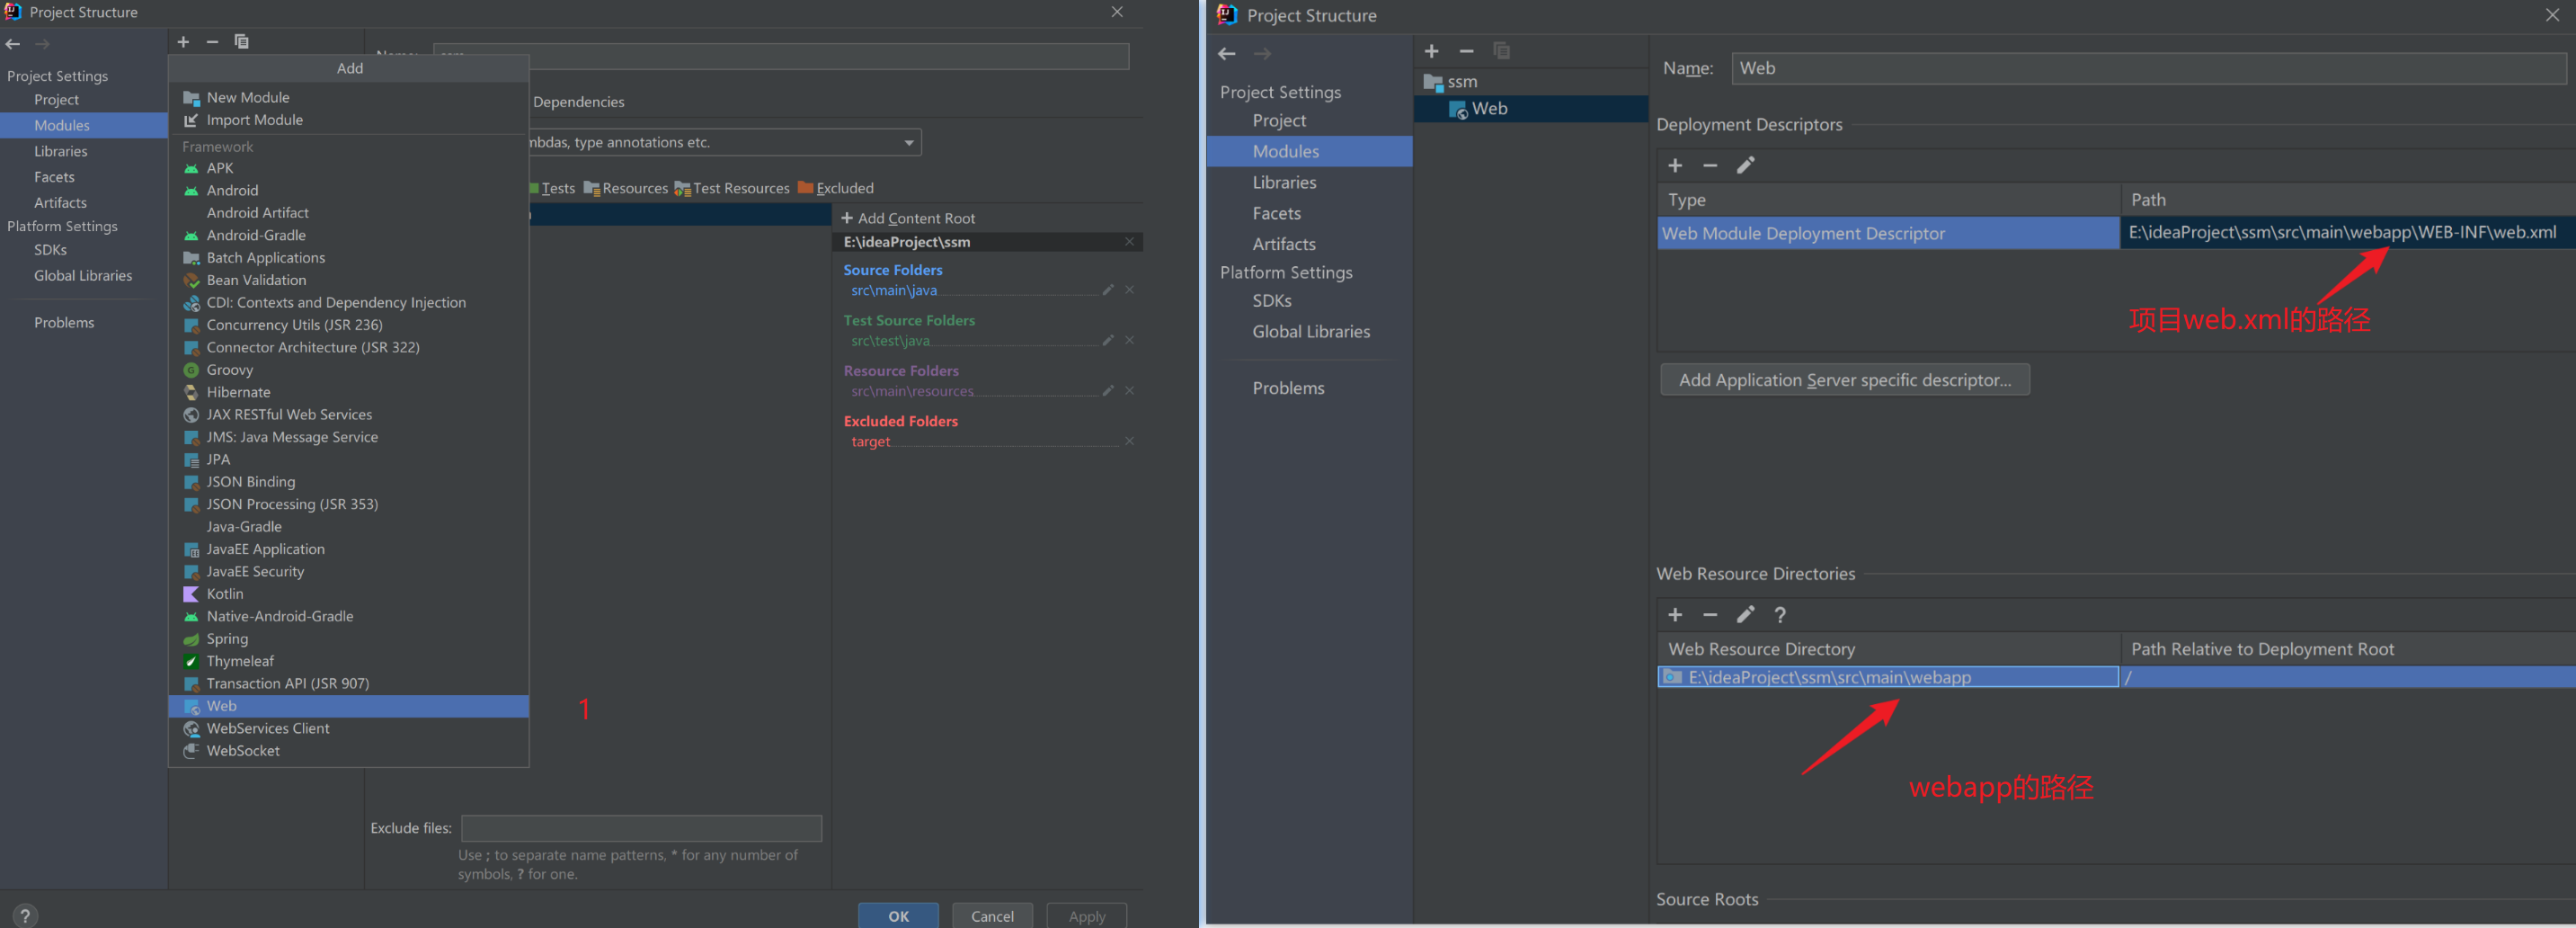 Project Structure
Add
Project Settings
Project
Modules
Libraries
Facets
Artifacts
Platform Settings
SDKs
Global Libraries
Problems
New Module
Import Module
Framework
APK
Android
Android Artifact
Android-Gradle
Batch Applications
Bean Validation
CDI: Contexts and Dependency Injection
Concurrency Utils (JSR 236)
Connector Architecture (JSR 322)
Groovy
Hibernate
JAX RESTful Web Services
JMS: Java Message Service
JPA
JSON Binding
JSON Processing (JSR 353)
Java-Gradle
JavaEE Application
JavaEE Security
Kotlin
Native-Android-Gradle
Spring
Thymeleaf
Transaction API (JSR 907)
Web
WebServices Client
WebSocket
1
Dependencies
mbdas, type annotations etc.
Tests Resources Test Resources Excluded
+ Add Content Root
E:\ideaProject\ssm
Source Folders
src\main\java
Test Source Folders
src\test\java
Resource Folders
src\main\resources
Excluded Folders
target
Exclude files:
Use ; to separate name patterns, * for any number of
symbols, ? for one.
?
OK Cancel Apply
Project Structure
Project Settings
Project
Modules
Libraries
Facets
Artifacts
Platform Settings
SDKs
Global Libraries
Problems
ssm
Web
Name: Web
Deployment Descriptors
Type Path
Web Module Deployment Descriptor E:\ideaProject\ssm\src\main\webapp\WEB-INF\web.xml
项目web.xml的路径
Add Application Server specific descriptor...
Web Resource Directories
Web Resource Directory Path Relative to Deployment Root
E:\ideaProject\ssm\src\main\webapp /
webapp的路径
Source Roots